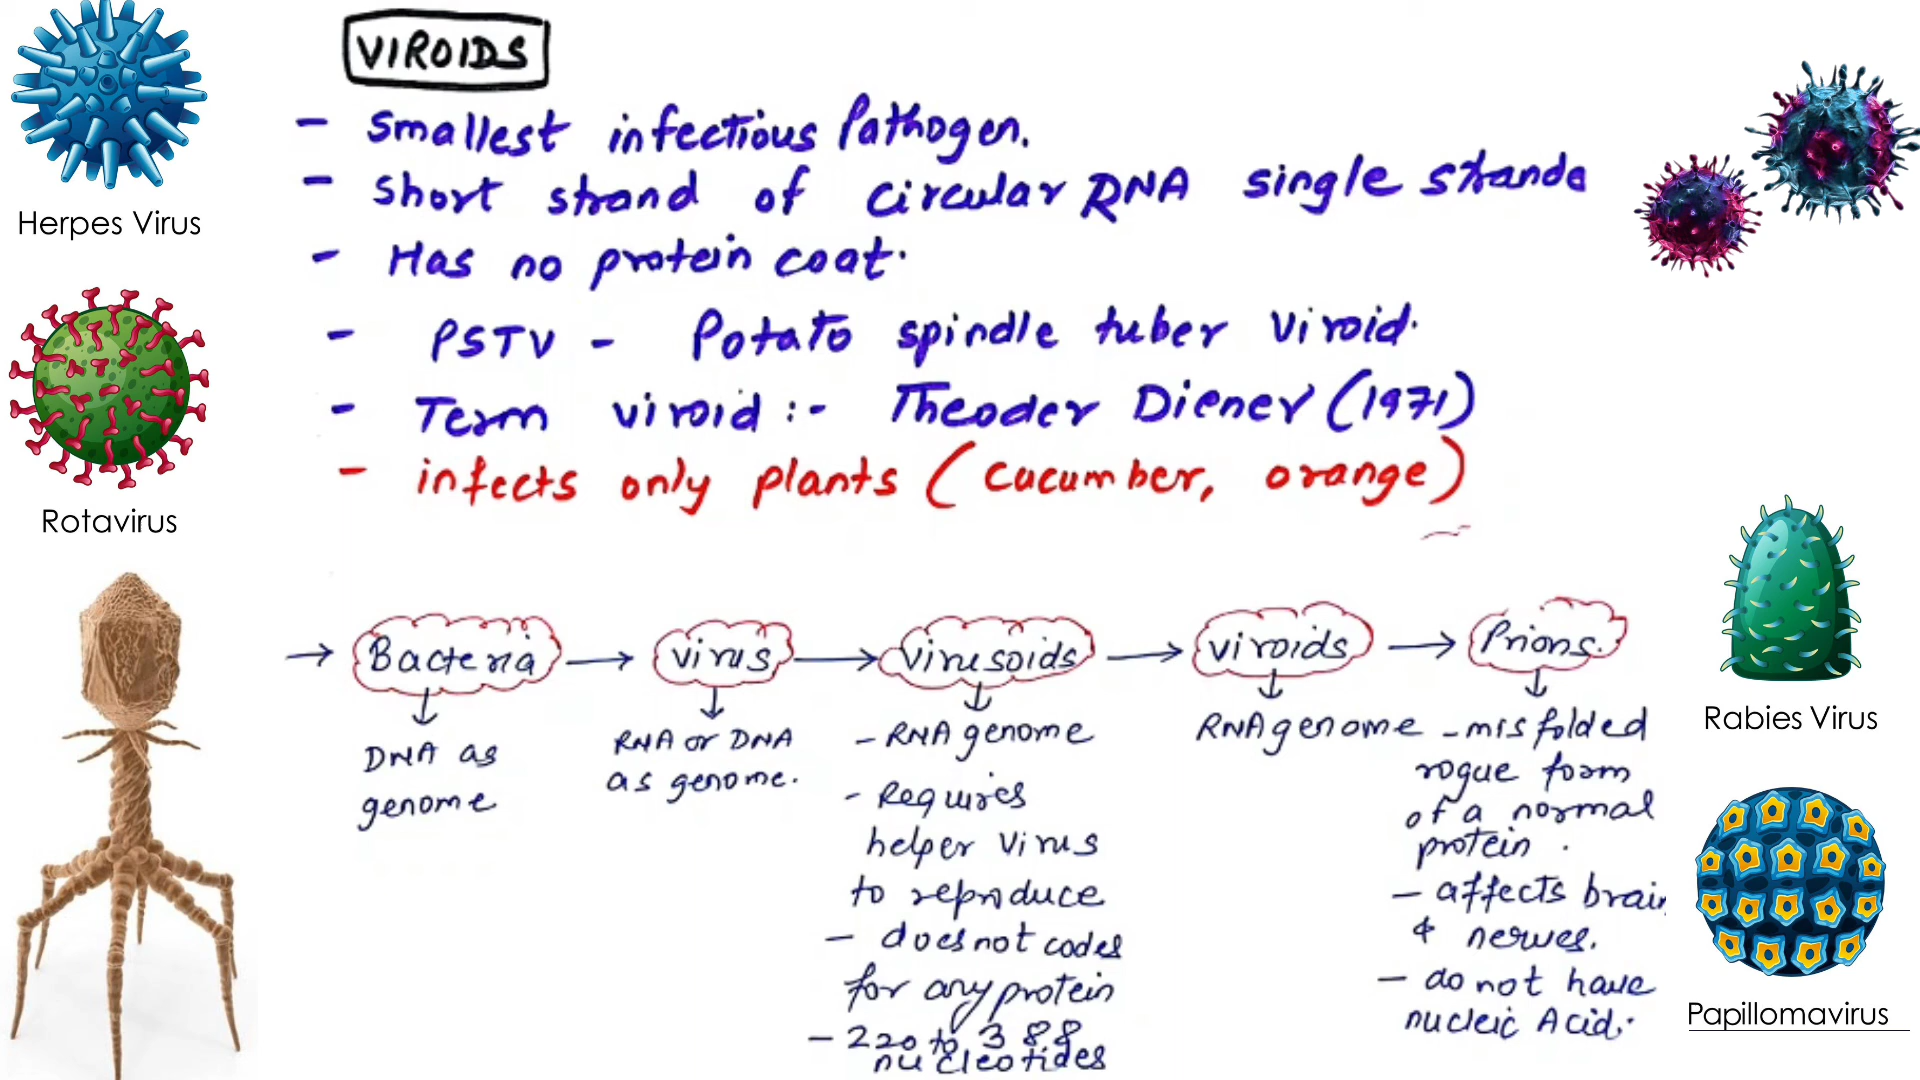 VIROIDS
- Smallest infectious Pathogen.
- Short strand of circular RNA single strande
- Has no protein coat.
- PSTV - Potato spindle tuber viroid.
- Term viroid :- Theoder Diener (1971)
- infects only plants (cucumber, orange)
Herpes Virus
Rotavirus
→ Bacteria → virus → virusoids → viroids → Prions.
DNA as
genome
RNA or DNA
as genome.
- RNA genome
- Requires
helper virus
to reproduce
- does not codes
for any protein
- 220 to 388
nucleotides
RNA genome
- misfolded
rogue form
of a normal
protein.
- affects brain
& nerves.
- do not have
nucleic Acid.
Rabies Virus
Papillomavirus